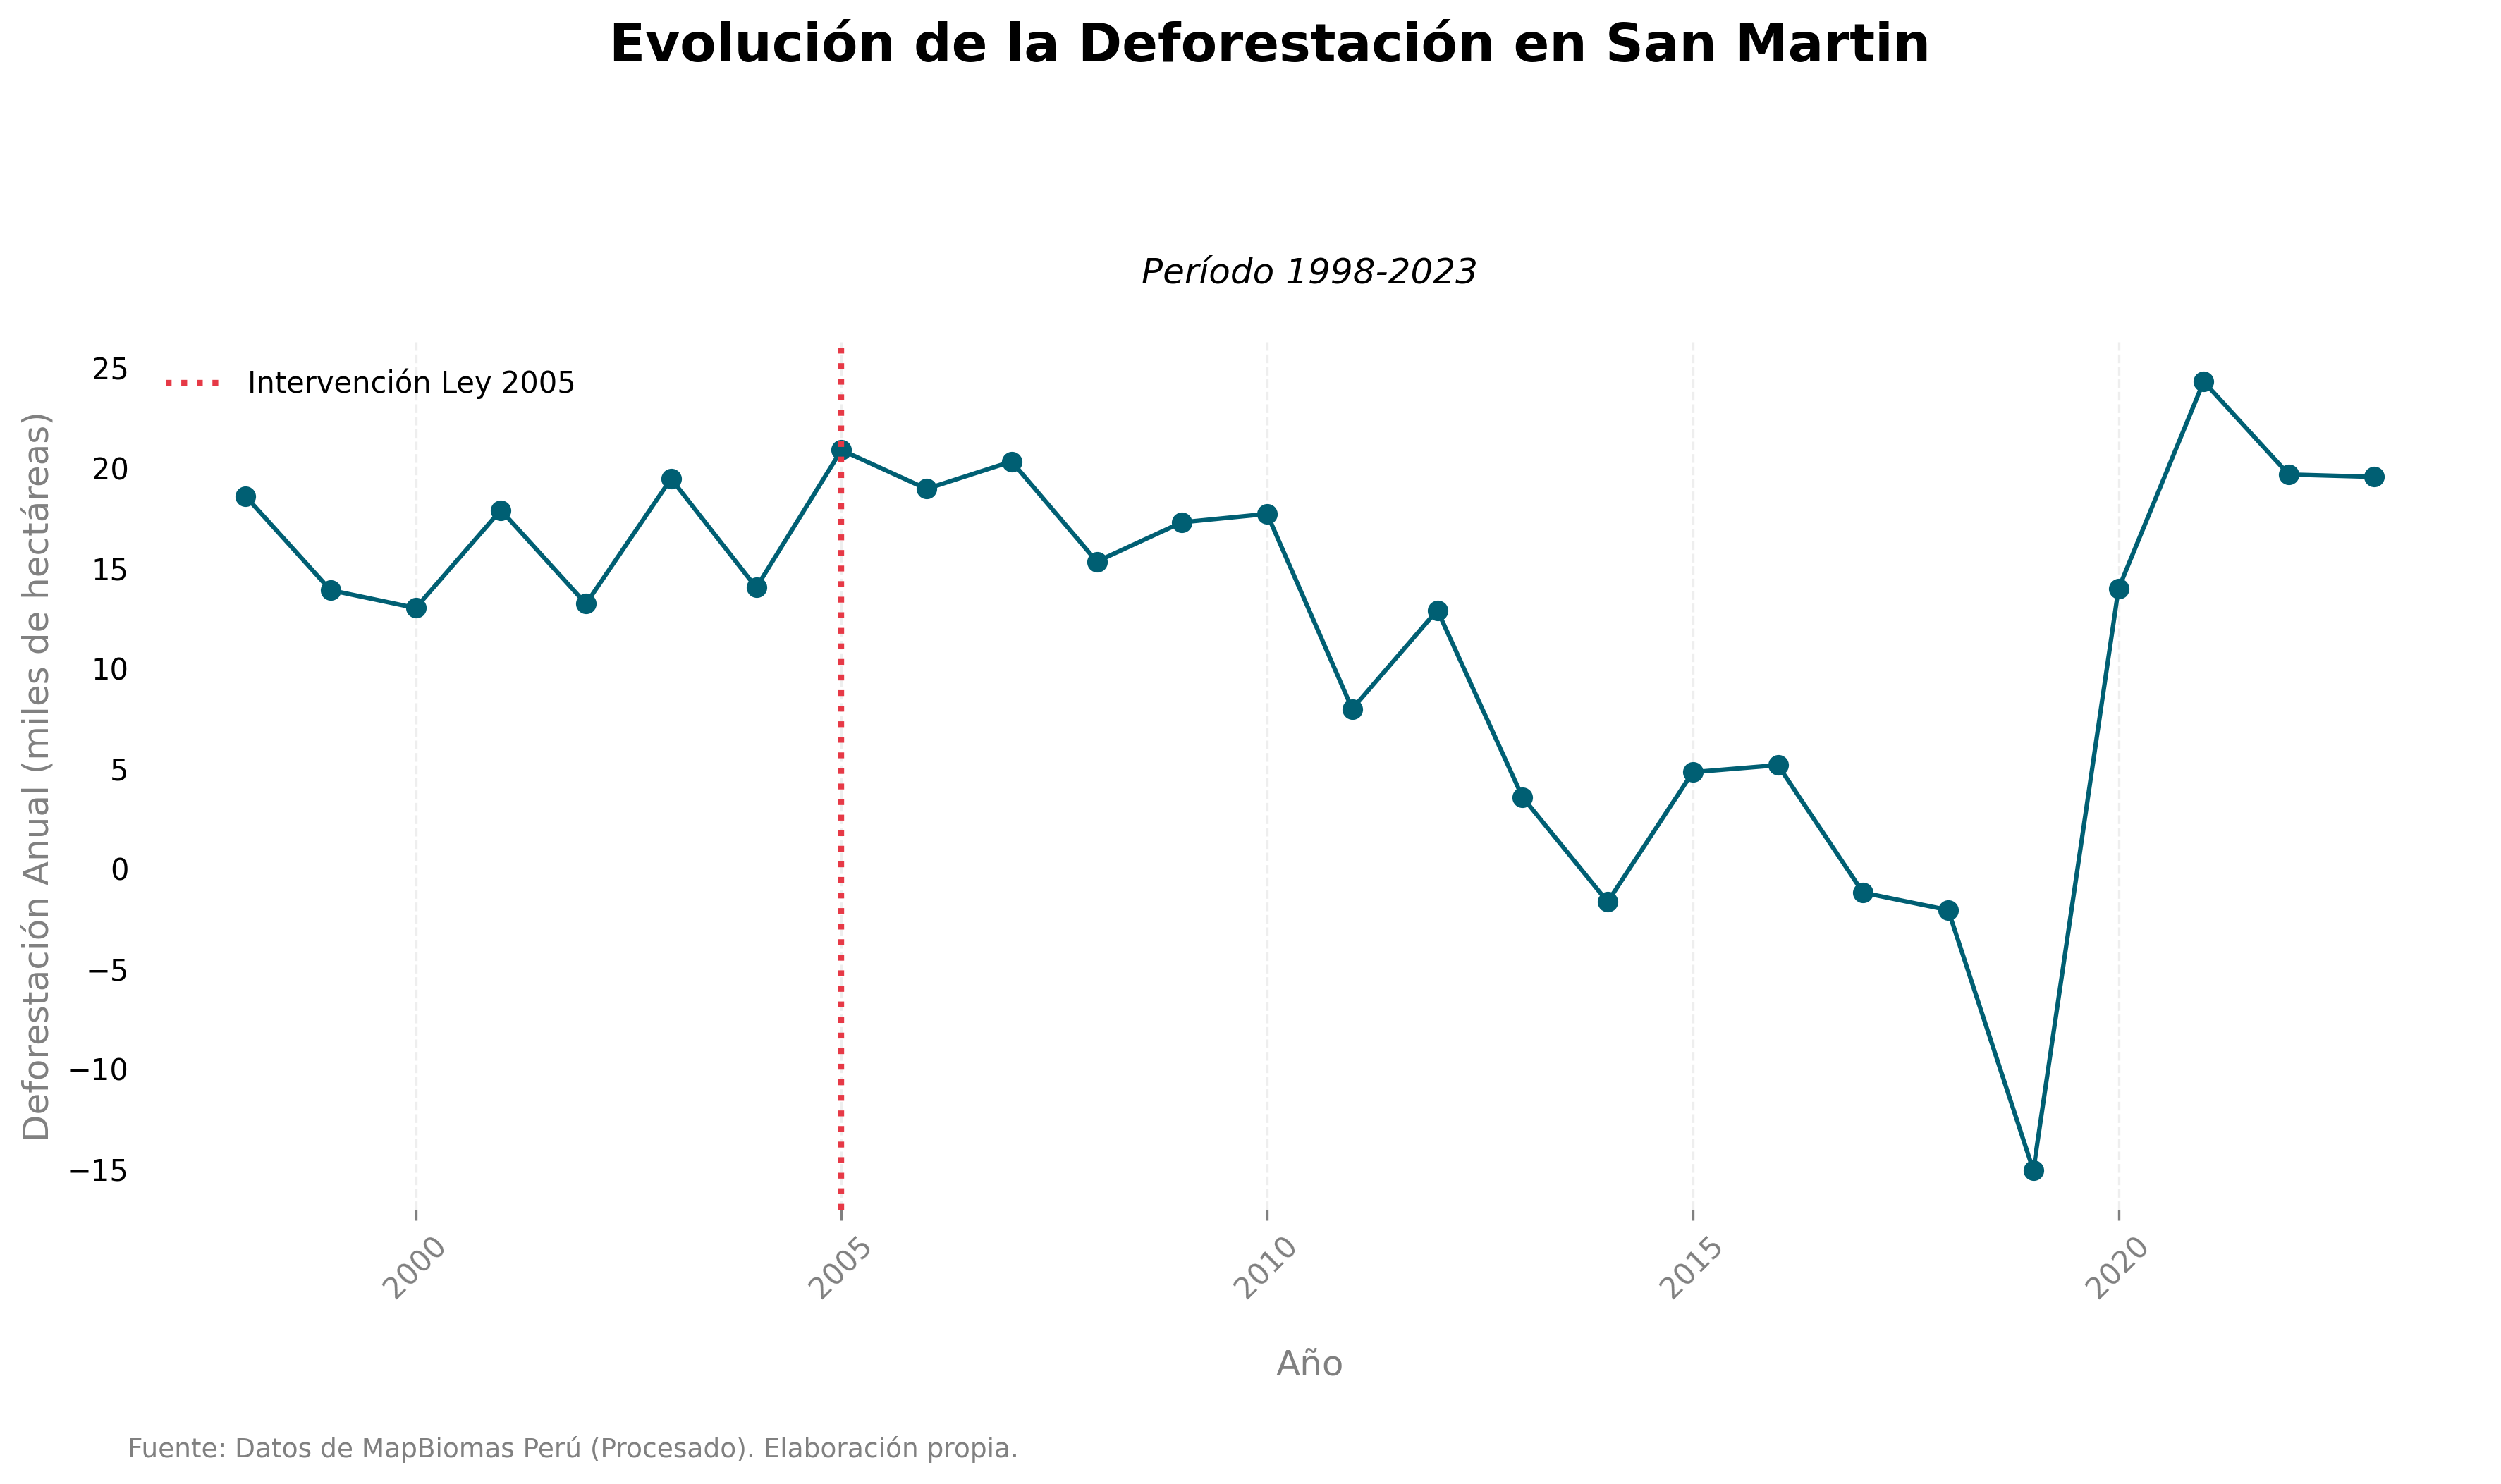 Evolución de la Deforestación en San Martin
Período 1998-2023
Intervención Ley 2005
Deforestación Anual (miles de hectáreas)
25
20
15
10
5
0
−5
−10
−15
2000
2005
2010
2015
2020
Año
Fuente: Datos de MapBiomas Perú (Procesado). Elaboración propia.